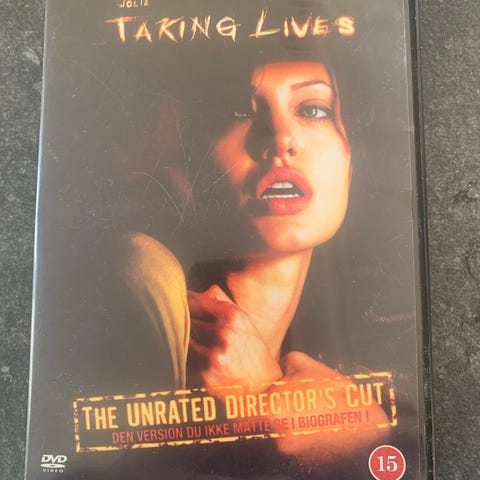 JOLIE
TAKING LIVES
THE UNRATED DIRECTOR'S CUT
DEN VERSION DU IKKE MÅTTE SE I BIOGRAFEN !
DVD
VIDEO
15